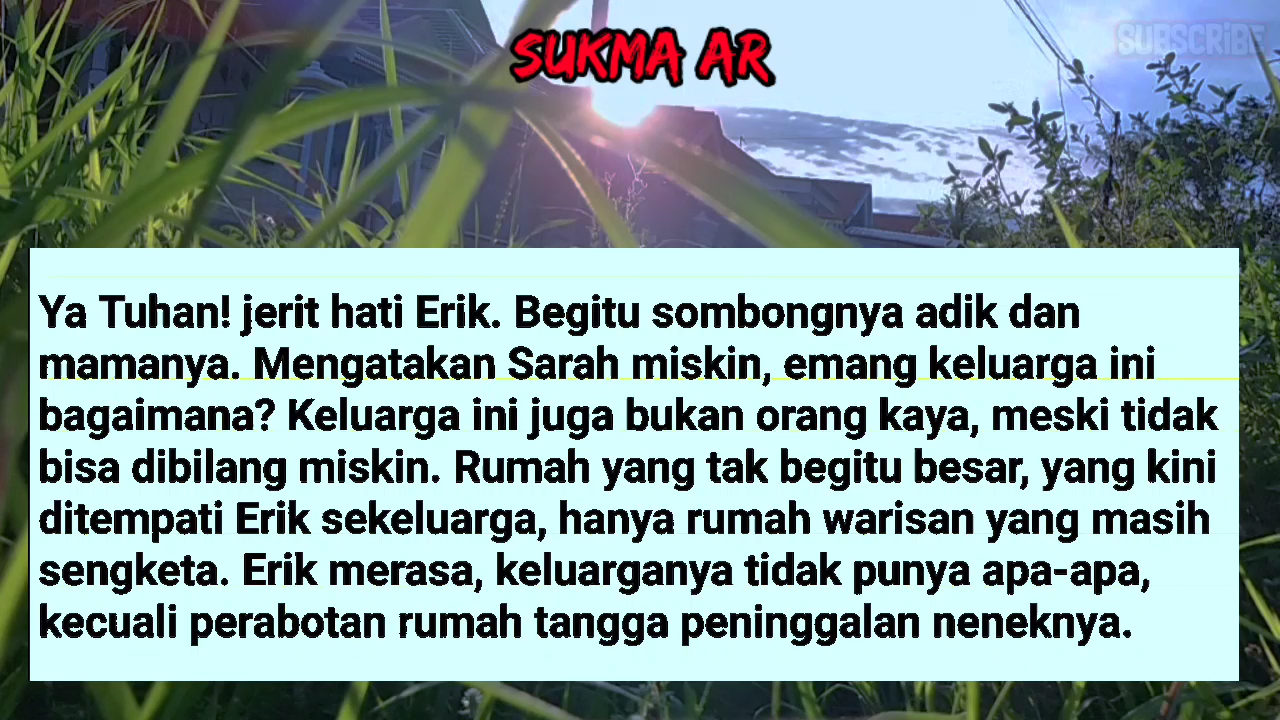 SUKMA AR
SUBSCRiBE
Ya Tuhan! jerit hati Erik. Begitu sombongnya adik dan
mamanya. Mengatakan Sarah miskin, emang keluarga ini
bagaimana? Keluarga ini juga bukan orang kaya, meski tidak
bisa dibilang miskin. Rumah yang tak begitu besar, yang kini
ditempati Erik sekeluarga, hanya rumah warisan yang masih
sengketa. Erik merasa, keluarganya tidak punya apa-apa,
kecuali perabotan rumah tangga peninggalan neneknya.